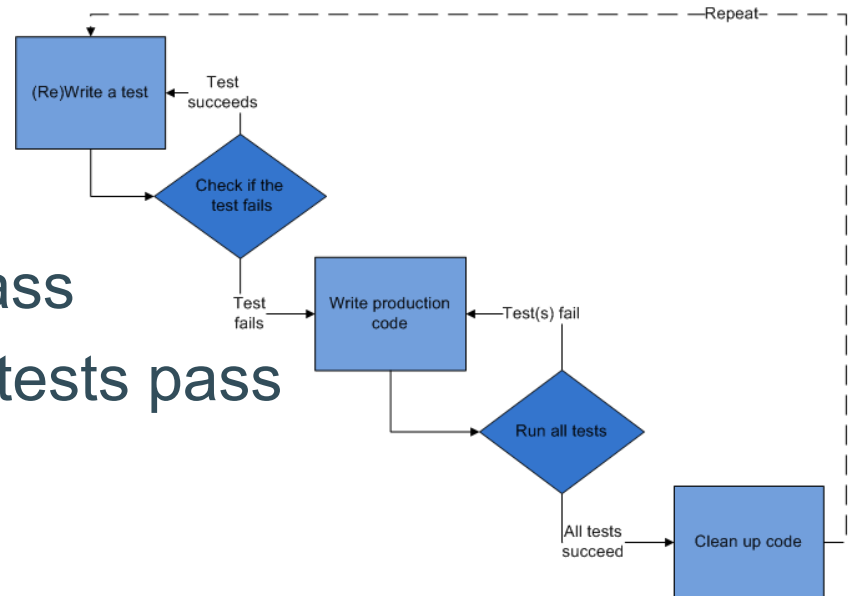 Repeat
(Re)Write a test
Test
succeeds
Check if the
test fails
Test
fails
Write production
code
Test(s) fail
tests pass
Run all tests
All tests
succeed
Clean up code